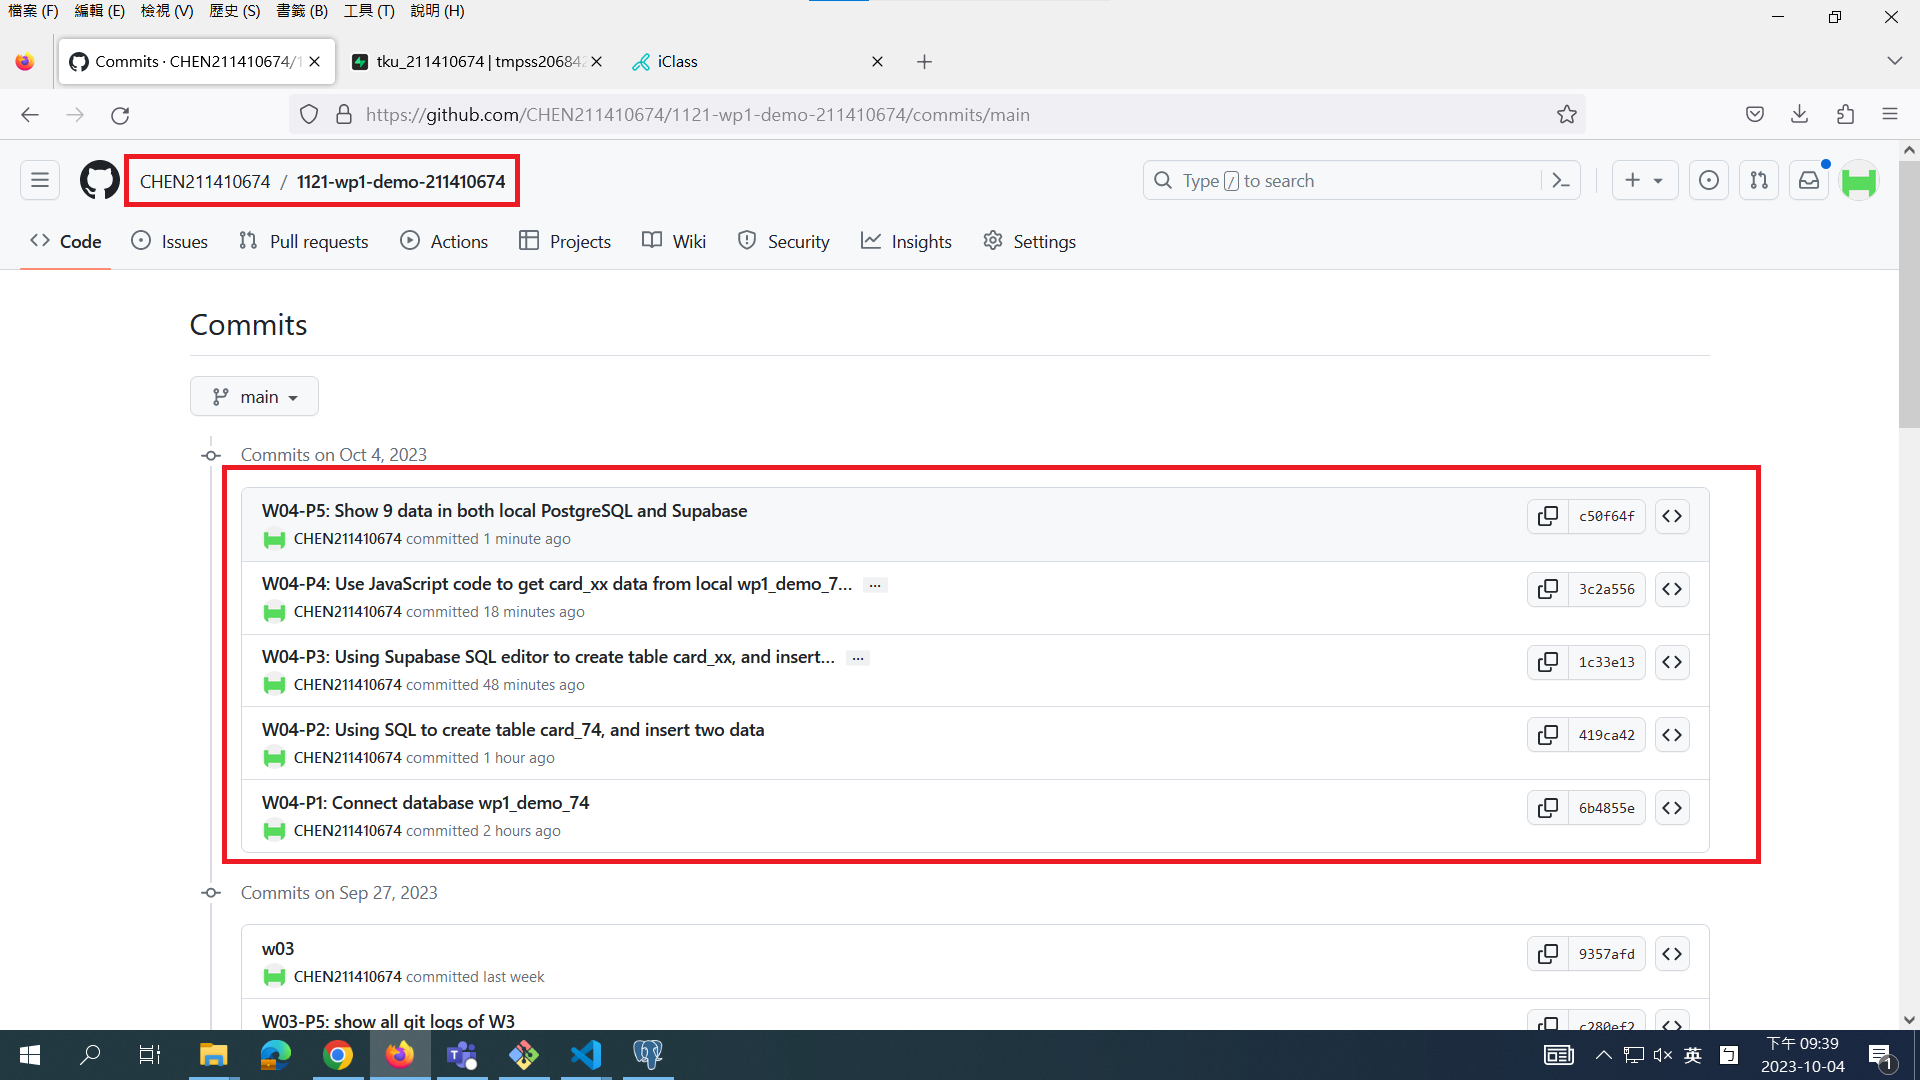 檔案 (F) 編輯 (E) 檢視 (V) 歷史 (S) 書籤 (B) 工具 (T) 說明 (H)
Commits · CHEN211410674/1 tku_211410674 | tmpss206842 iClass
https://github.com/CHEN211410674/1121-wp1-demo-211410674/commits/main
CHEN211410674 / 1121-wp1-demo-211410674 Type / to search
Code Issues Pull requests Actions Projects Wiki Security Insights Settings
Commits
main
Commits on Oct 4, 2023
W04-P5: Show 9 data in both local PostgreSQL and Supabase
c50f64f
CHEN211410674 committed 1 minute ago
W04-P4: Use JavaScript code to get card_xx data from local wp1_demo_7… …
3c2a556
CHEN211410674 committed 18 minutes ago
W04-P3: Using Supabase SQL editor to create table card_xx, and insert… …
1c33e13
CHEN211410674 committed 48 minutes ago
W04-P2: Using SQL to create table card_74, and insert two data
419ca42
CHEN211410674 committed 1 hour ago
W04-P1: Connect database wp1_demo_74
6b4855e
CHEN211410674 committed 2 hours ago
Commits on Sep 27, 2023
w03
9357afd
CHEN211410674 committed last week
W03-P5: show all git logs of W3
c280ef2
英 ㄅ 下午 09:39
2023-10-04 1